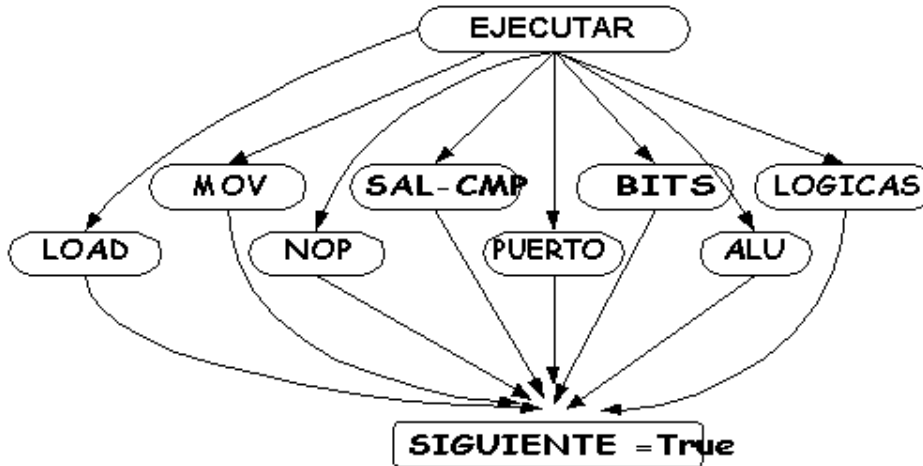 EJECUTAR
MOV
SAL-CMP
BITS
LOGICAS
LOAD
NOP
PUERTO
ALU
SIGUIENTE =True